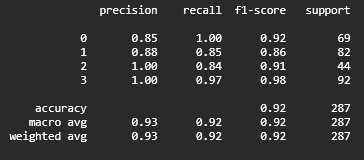 precision recall f1-score support
0 0.85 1.00 0.92 69
1 0.88 0.85 0.86 82
2 1.00 0.84 0.91 44
3 1.00 0.97 0.98 92
accuracy 0.92 287
macro avg 0.93 0.92 0.92 287
weighted avg 0.93 0.92 0.92 287